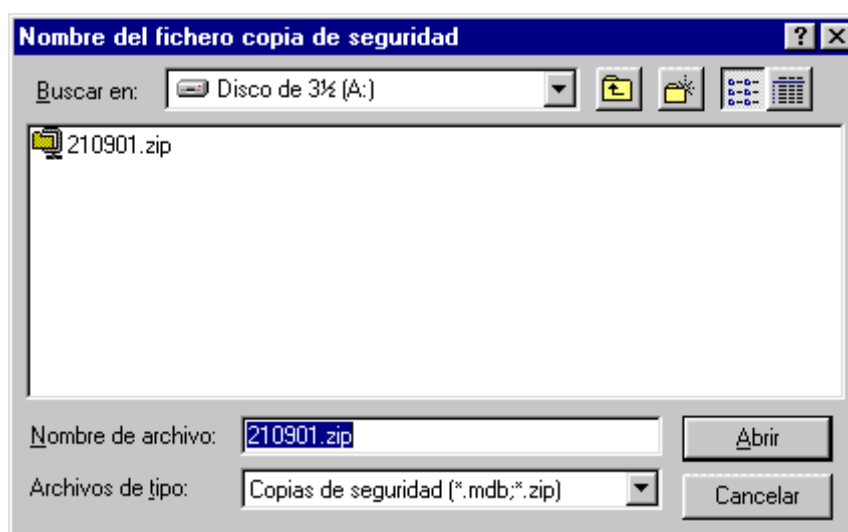 Nombre del fichero copia de seguridad
Buscar en: Disco de 3½ (A:)
210901.zip
Nombre de archivo: 210901.zip Abrir
Archivos de tipo: Copias de seguridad (*.mdb;*.zip) Cancelar